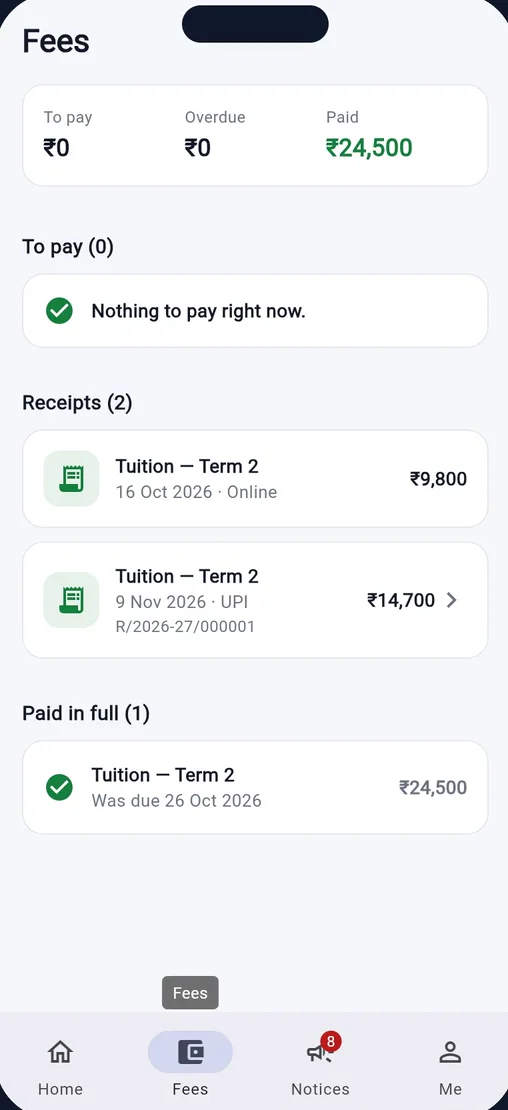 Fees
To pay
Overdue
Paid
₹0
₹0
₹24,500
To pay (0)
Nothing to pay right now.
Receipts (2)
Tuition — Term 2
16 Oct 2026 · Online
₹9,800
Tuition — Term 2
9 Nov 2026 · UPI
R/2026-27/000001
₹14,700
Paid in full (1)
Tuition — Term 2
Was due 26 Oct 2026
₹24,500
Fees
8
Home
Fees
Notices
Me